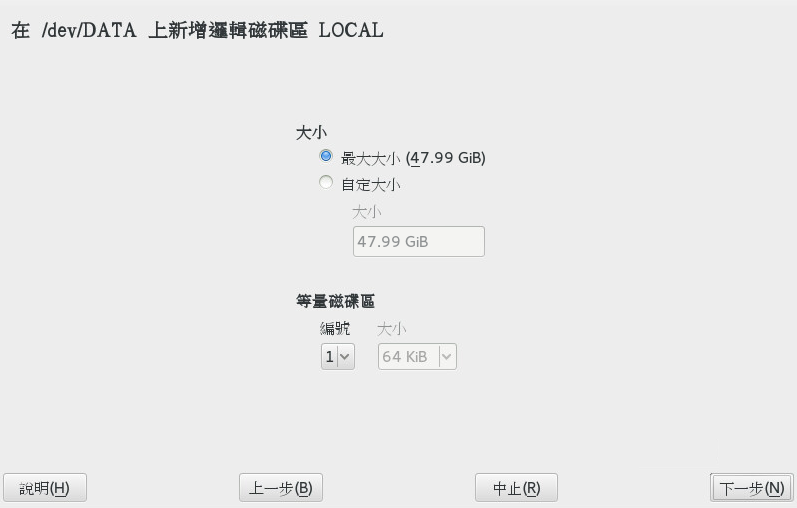 在 /dev/DATA 上新增邏輯磁碟區 LOCAL
大小
最大大小 (47.99 GiB)
自定大小
大小
47.99 GiB
等量磁碟區
編號 大小
1 64 KiB
說明(H) 上一步(B) 中止(R) 下一步(N)